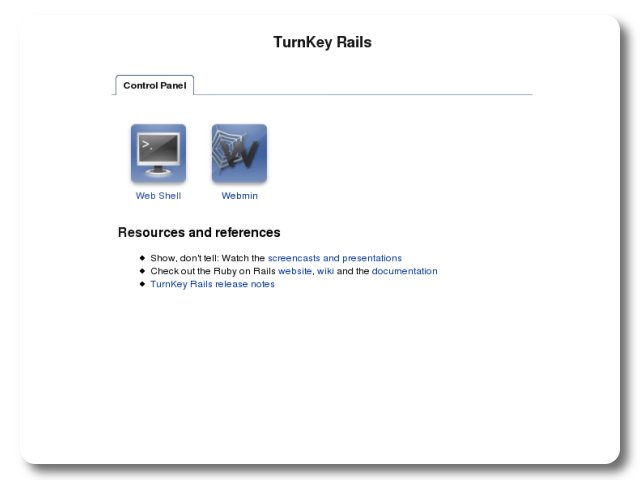 TurnKey Rails
Control Panel
>.
Web Shell
Webmin
Resources and references
Show, don't tell: Watch the screencasts and presentations
Check out the Ruby on Rails website, wiki and the documentation
TurnKey Rails release notes